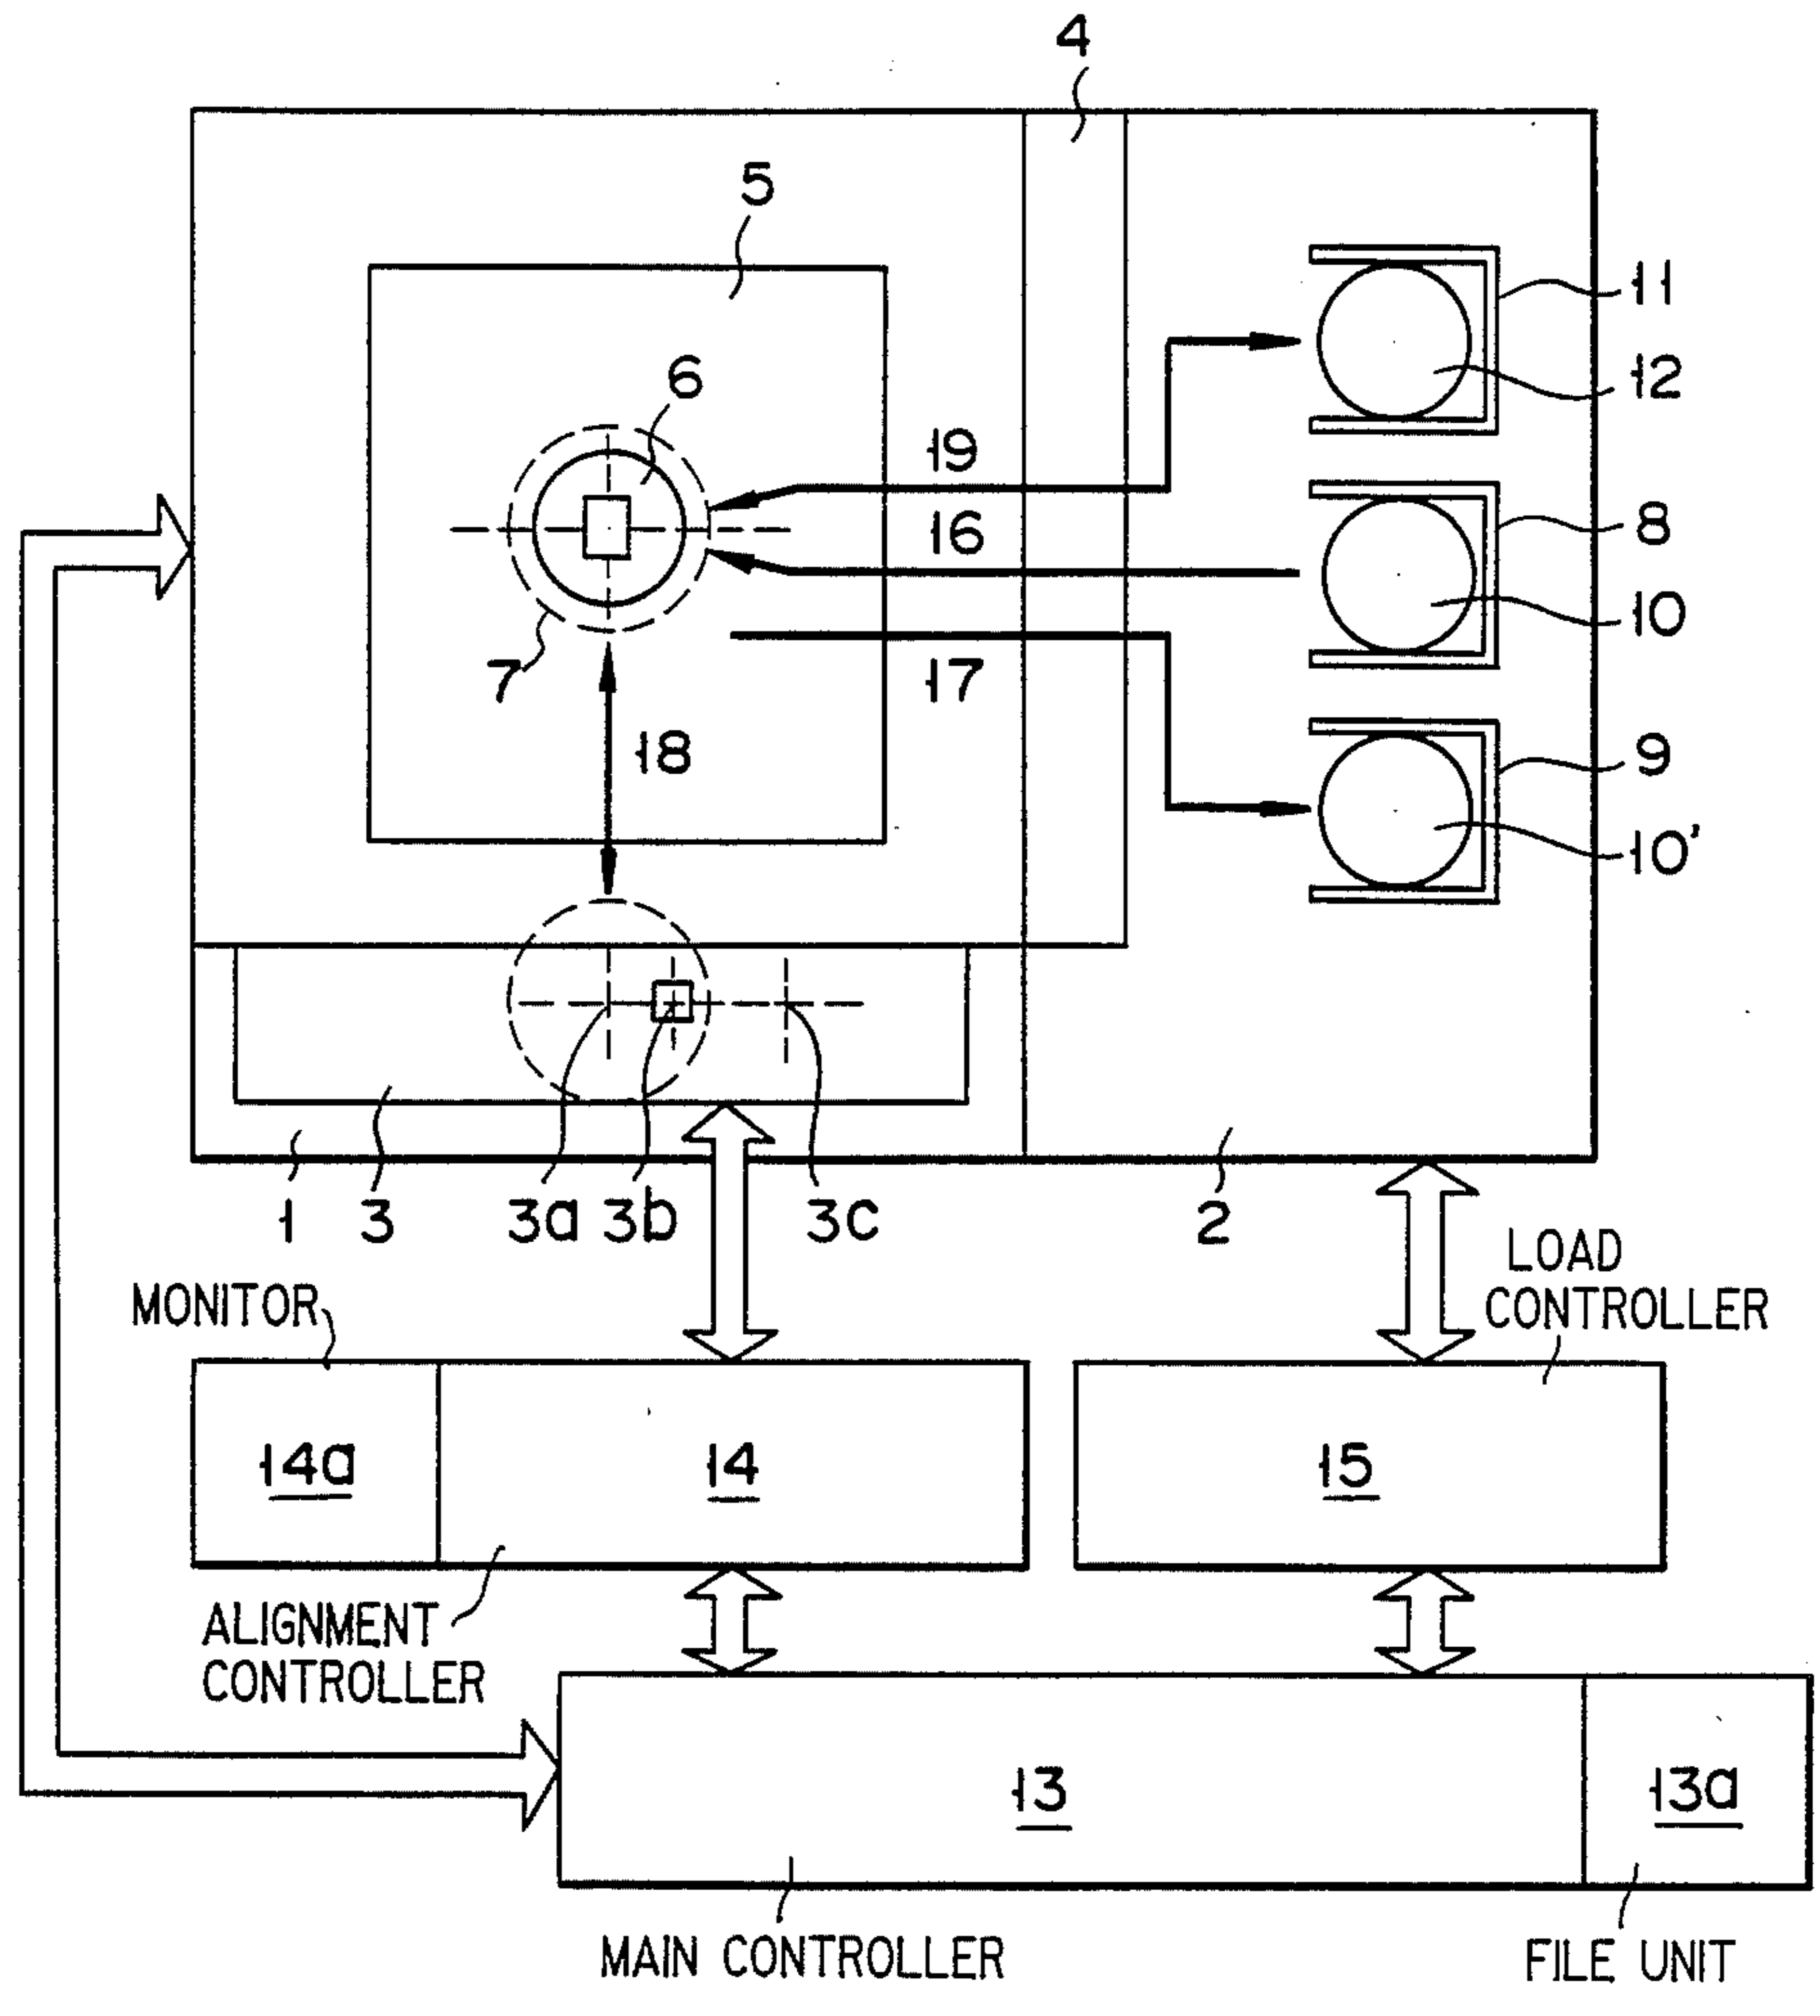 4
5
11
6
12
19
8
16
10
7
17
18
9
10'
1
3
3a
3b
3c
2
LOAD
CONTROLLER
MONITOR
14a
14
15
ALIGNMENT
CONTROLLER
13
13a
MAIN CONTROLLER
FILE UNIT